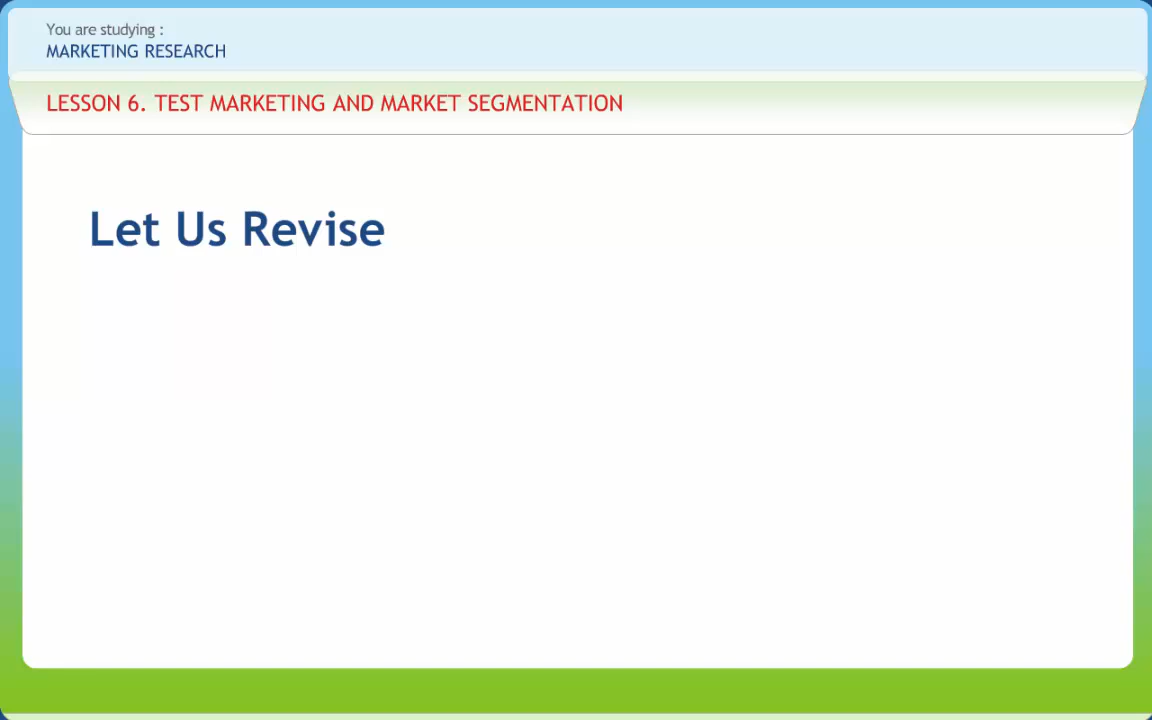 You are studying :
MARKETING RESEARCH
LESSON 6. TEST MARKETING AND MARKET SEGMENTATION
Let Us Revise